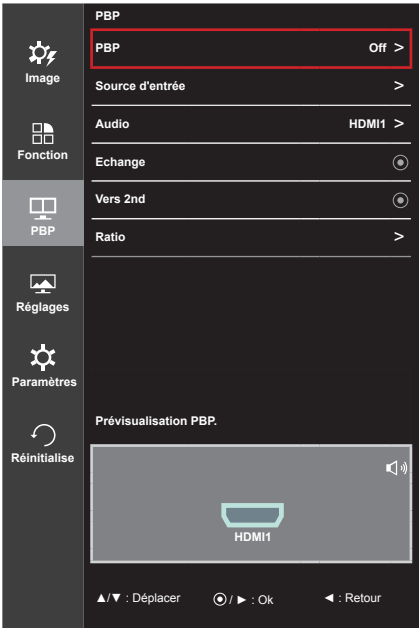 Image
Fonction
PBP
Réglages
Paramètres
Réinitialise
PBP
PBP Off >
Source d'entrée >
Audio HDMI1 >
Echange
Vers 2nd
Ratio >
Prévisualisation PBP.
HDMI1
▲/▼ : Déplacer ⦿/ ► : Ok ◄ : Retour